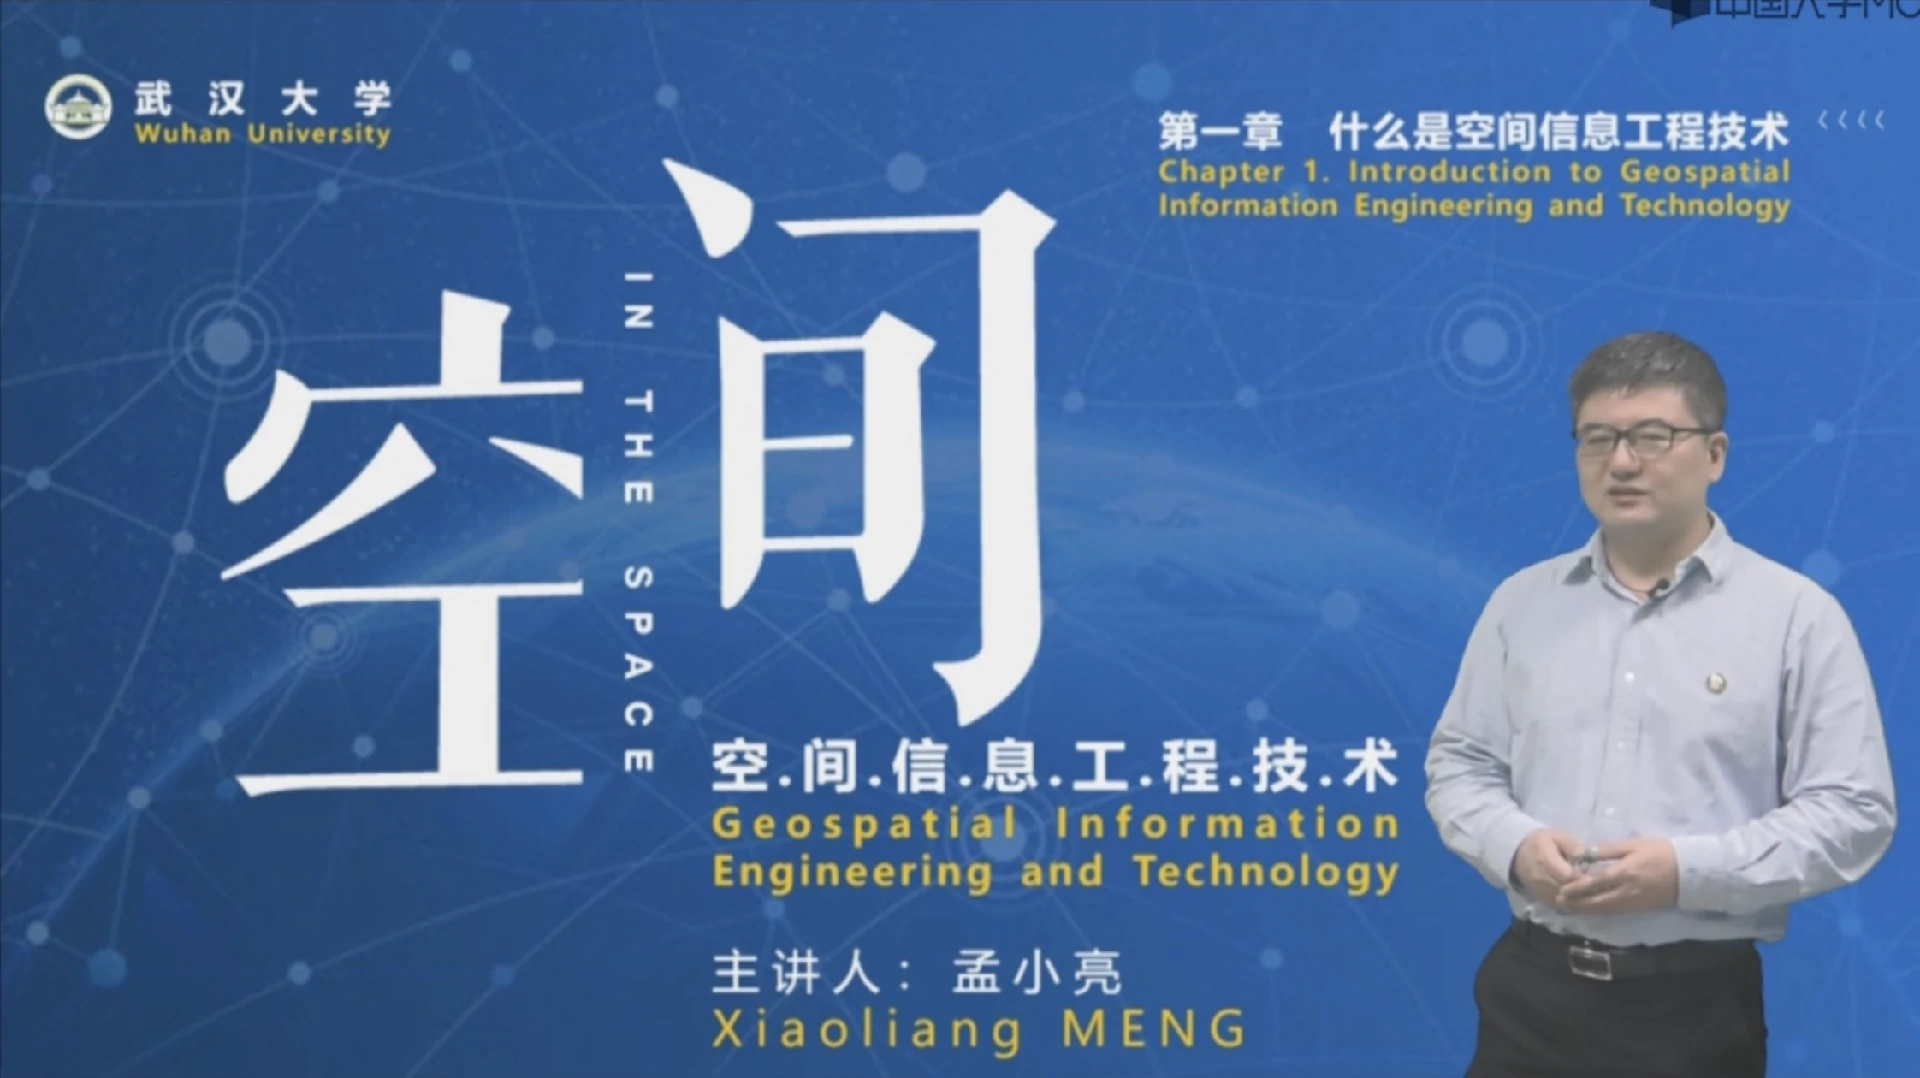 武汉大学
Wuhan University
第一章 什么是空间信息工程技术
Chapter 1. Introduction to Geospatial
Information Engineering and Technology
空间
IN THE SPACE
空.间.信.息.工.程.技.术
Geospatial Information
Engineering and Technology
主讲人：孟小亮
Xiaoliang MENG